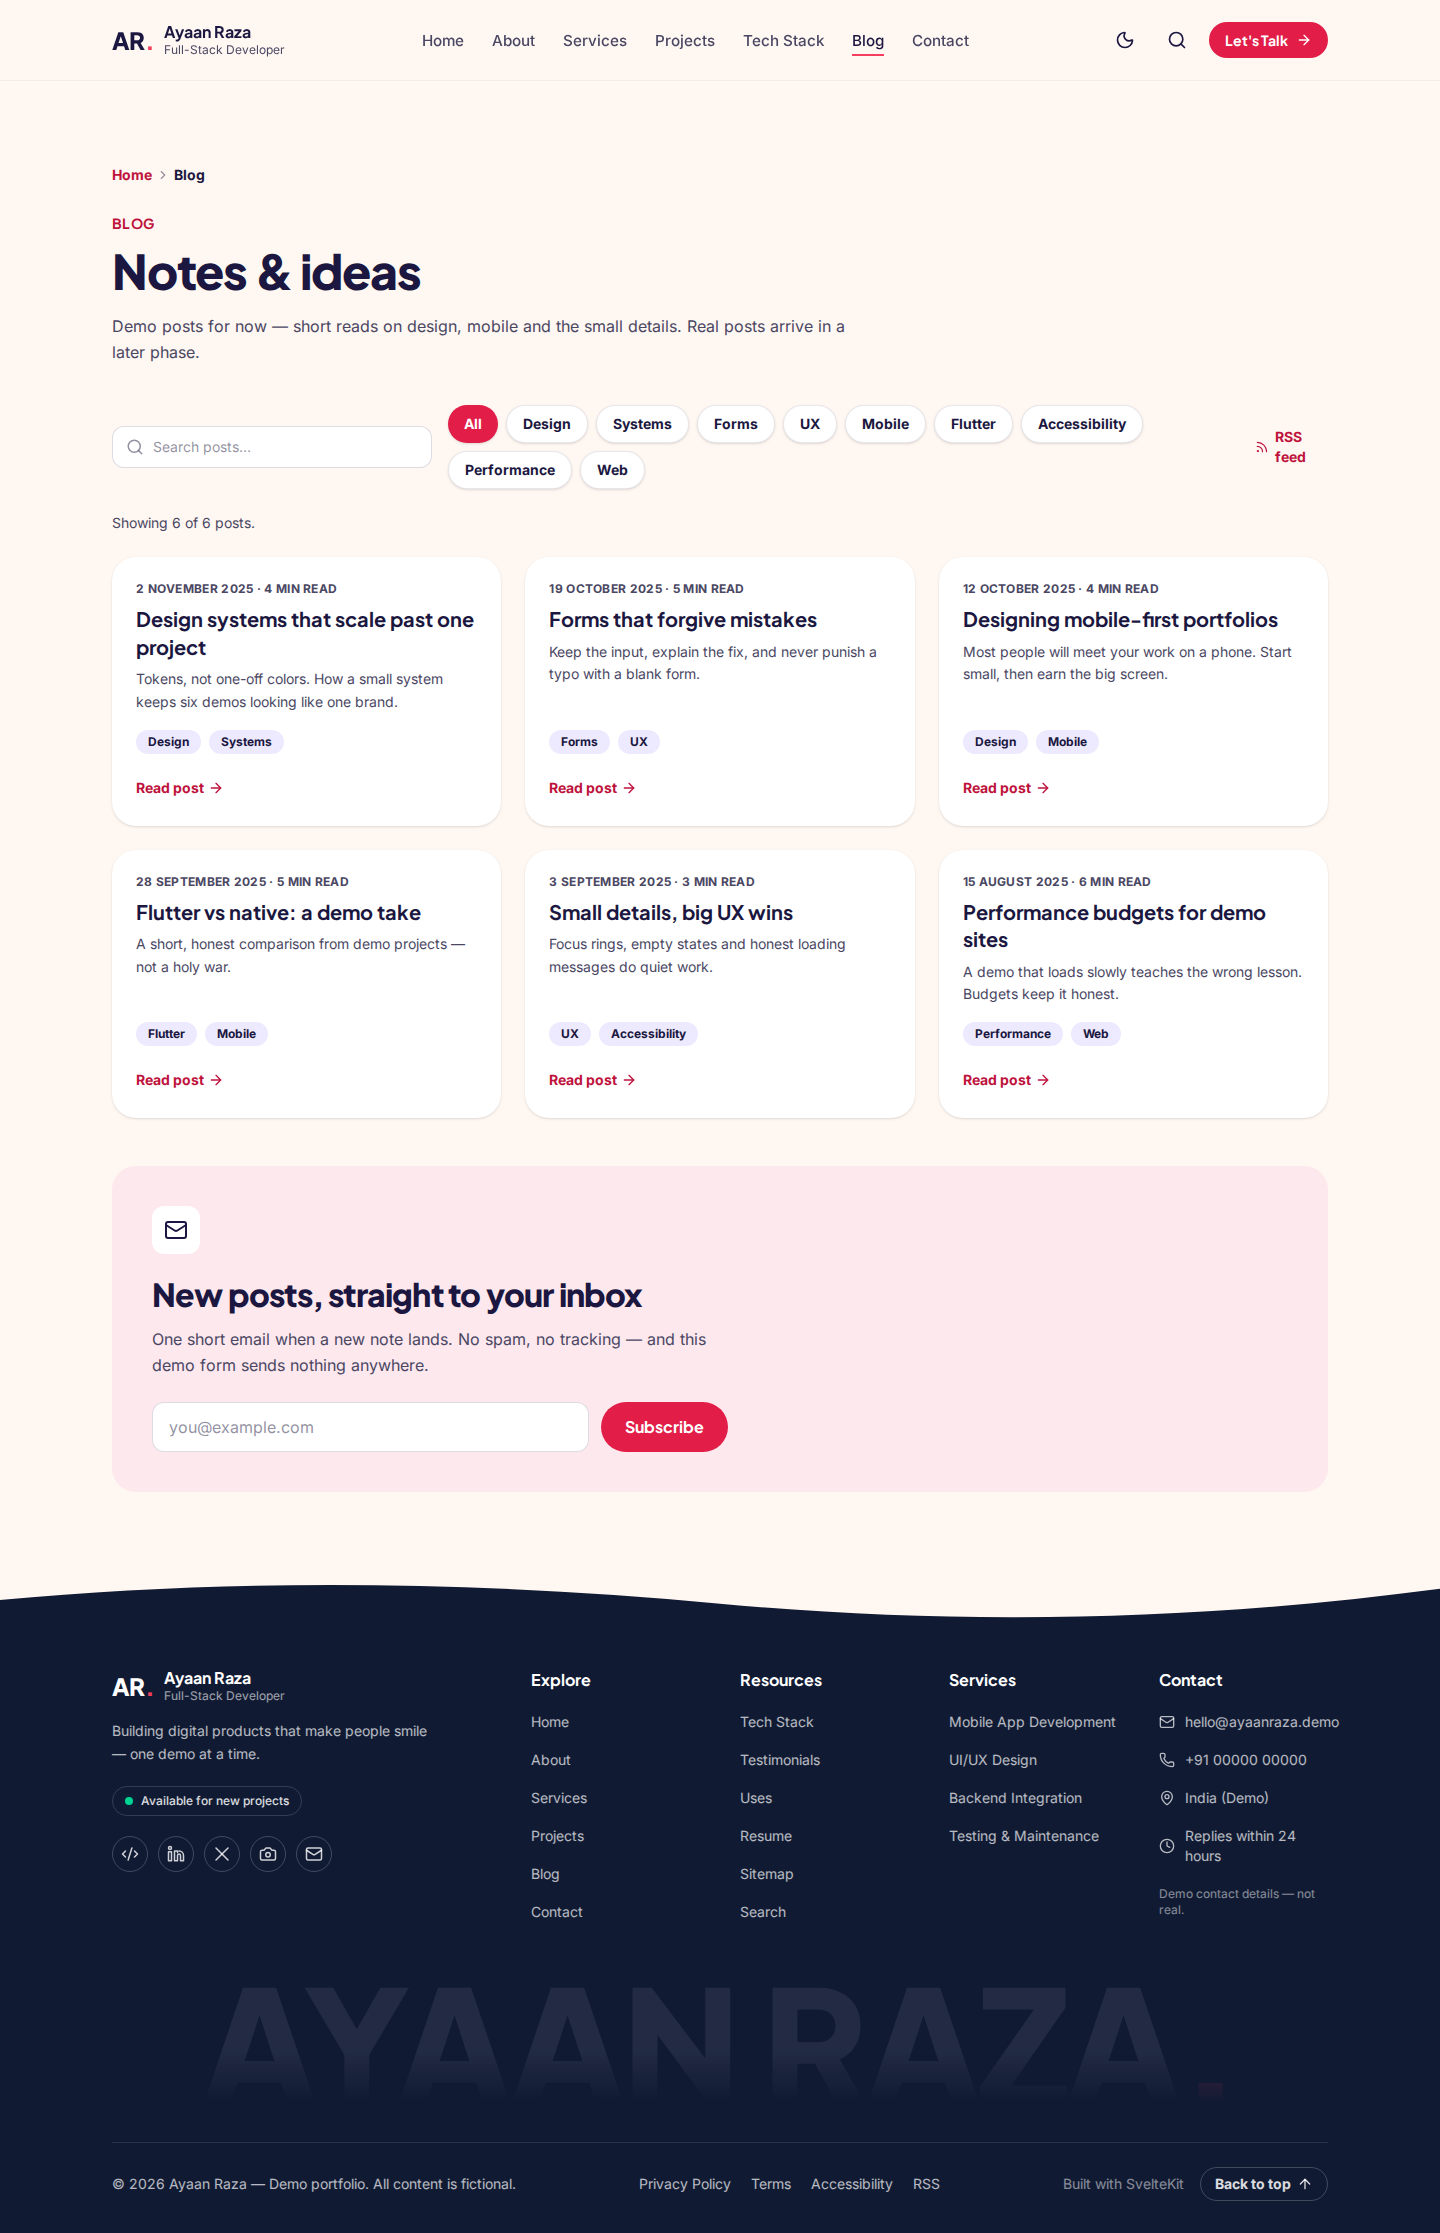 AR.
Ayaan Raza
Full-Stack Developer
Home
About
Services
Projects
Tech Stack
Blog
Contact
Let's Talk
Home > Blog
BLOG
Notes & ideas
Demo posts for now — short reads on design, mobile and the small details. Real posts arrive in a
later phase.
Search posts...
All
Design
Systems
Forms
UX
Mobile
Flutter
Accessibility
Performance
Web
RSS
feed
Showing 6 of 6 posts.
2 NOVEMBER 2025 · 4 MIN READ
Design systems that scale past one
project
Tokens, not one-off colors. How a small system
keeps six demos looking like one brand.
Design
Systems
Read post
19 OCTOBER 2025 · 5 MIN READ
Forms that forgive mistakes
Keep the input, explain the fix, and never punish a
typo with a blank form.
Forms
UX
Read post
12 OCTOBER 2025 · 4 MIN READ
Designing mobile-first portfolios
Most people will meet your work on a phone. Start
small, then earn the big screen.
Design
Mobile
Read post
28 SEPTEMBER 2025 · 5 MIN READ
Flutter vs native: a demo take
A short, honest comparison from demo projects —
not a holy war.
Flutter
Mobile
Read post
3 SEPTEMBER 2025 · 3 MIN READ
Small details, big UX wins
Focus rings, empty states and honest loading
messages do quiet work.
UX
Accessibility
Read post
15 AUGUST 2025 · 6 MIN READ
Performance budgets for demo
sites
A demo that loads slowly teaches the wrong lesson.
Budgets keep it honest.
Performance
Web
Read post
New posts, straight to your inbox
One short email when a new note lands. No spam, no tracking — and this
demo form sends nothing anywhere.
you@example.com
Subscribe
AR.
Ayaan Raza
Full-Stack Developer
Building digital products that make people smile
— one demo at a time.
Available for new projects
Explore
Home
About
Services
Projects
Blog
Contact
Resources
Tech Stack
Testimonials
Uses
Resume
Sitemap
Search
Services
Mobile App Development
UI/UX Design
Backend Integration
Testing & Maintenance
Contact
hello@ayaanraza.demo
+91 00000 00000
India (Demo)
Replies within 24
hours
Demo contact details — not
real.
AYAAN RAZA.
© 2026 Ayaan Raza — Demo portfolio. All content is fictional.
Privacy Policy
Terms
Accessibility
RSS
Built with SvelteKit
Back to top